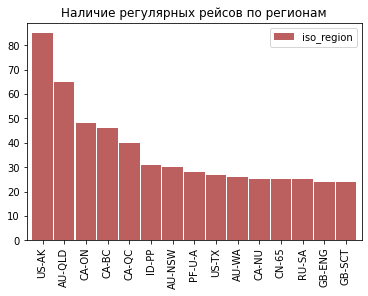 Наличие регулярных рейсов по регионам
iso_region
80
70
60
50
40
30
20
10
0
US-AK
AU-QLD
CA-ON
CA-BC
CA-QC
ID-PP
AU-NSW
PF-U-A
US-TX
AU-WA
CA-NU
CN-65
RU-SA
GB-ENG
GB-SCT